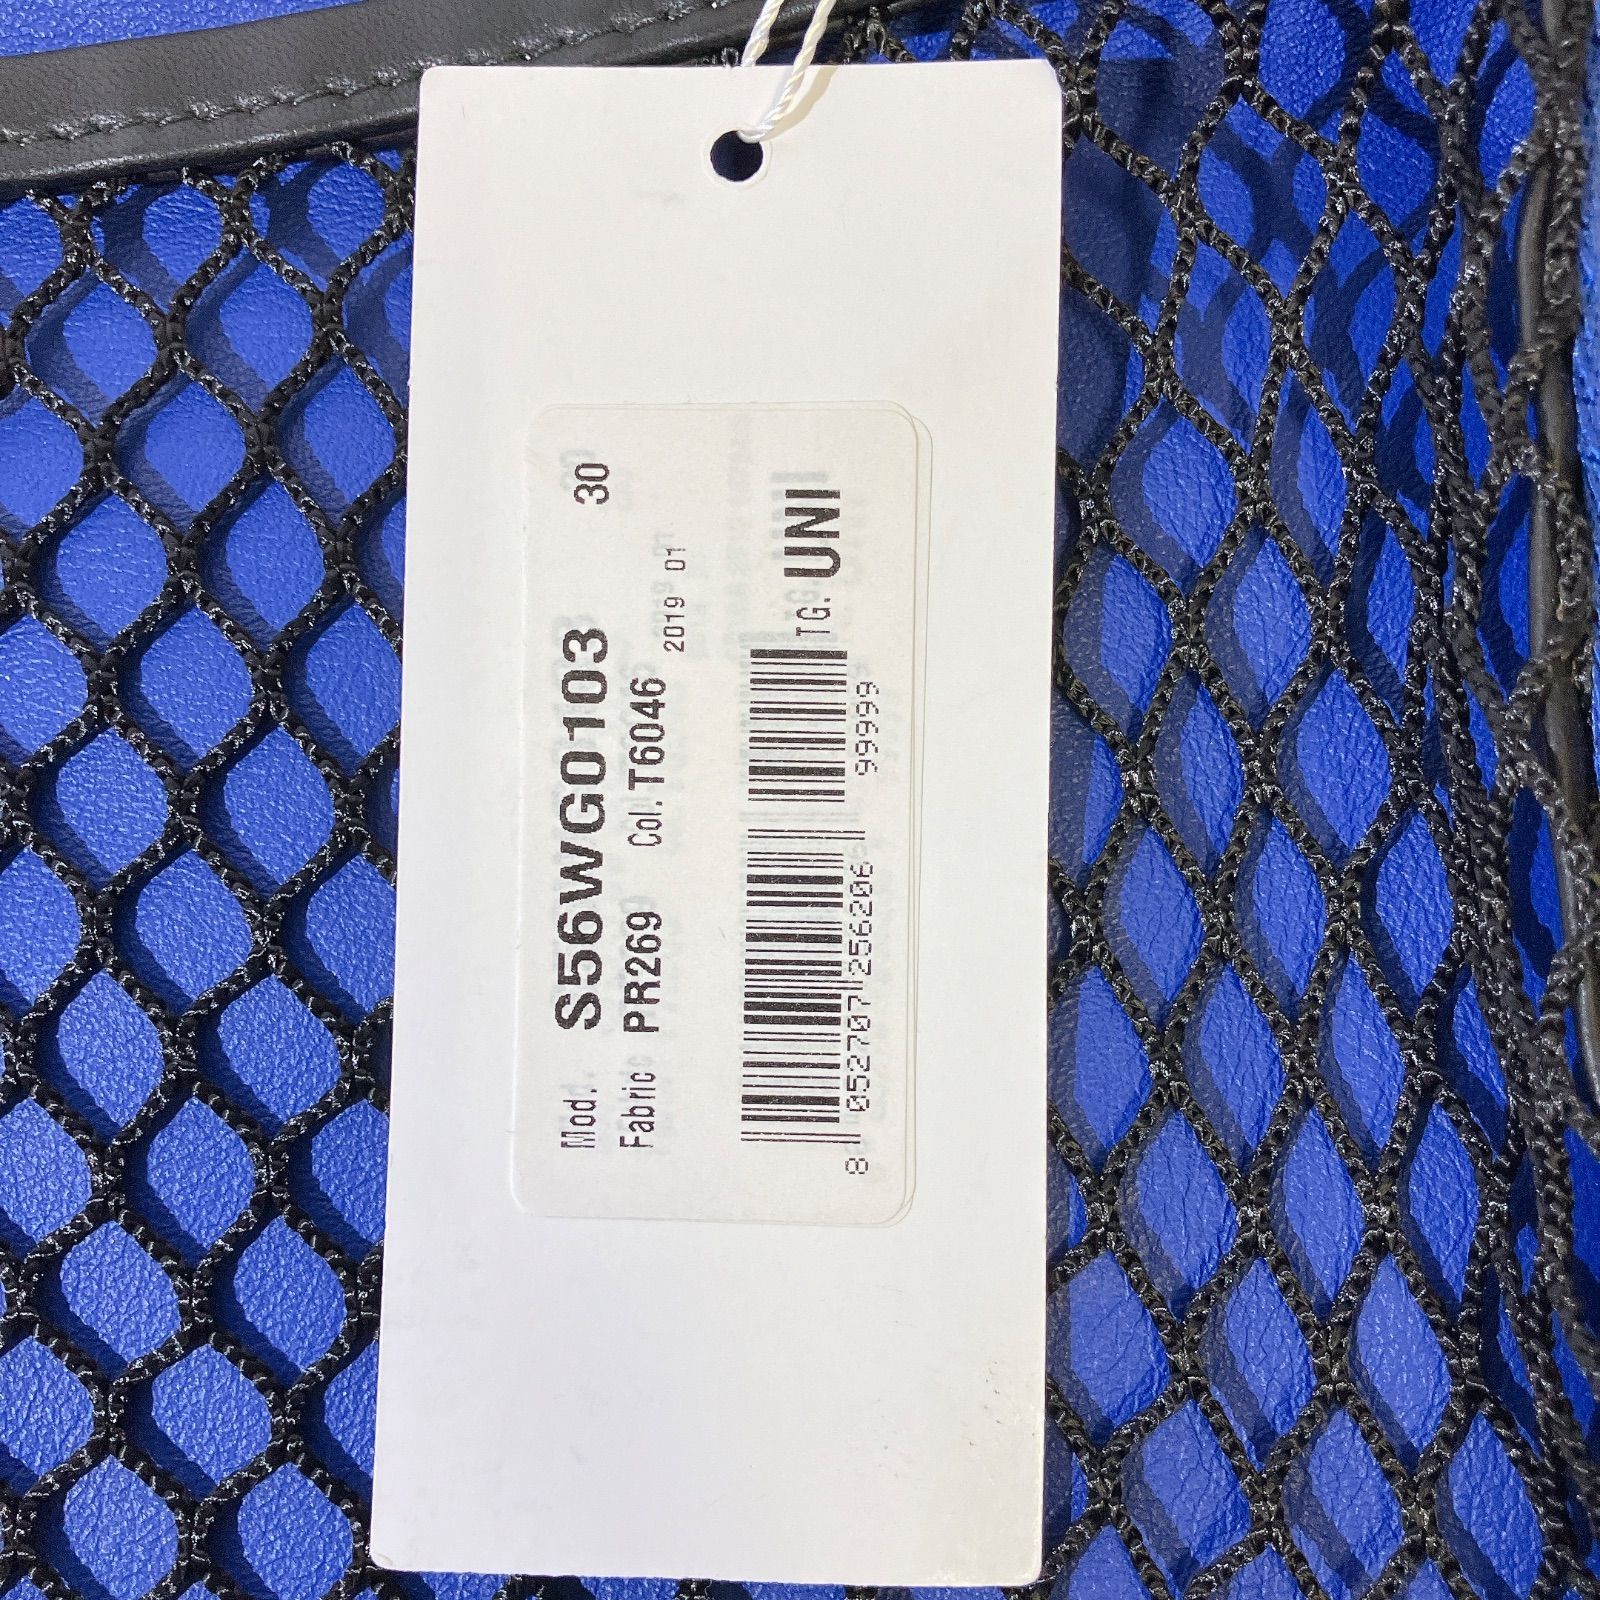 Mod. S56WG0103 30
Fabric PR269 Col. T6046
2019 01
TG. UNI
8 052707 256206 99999